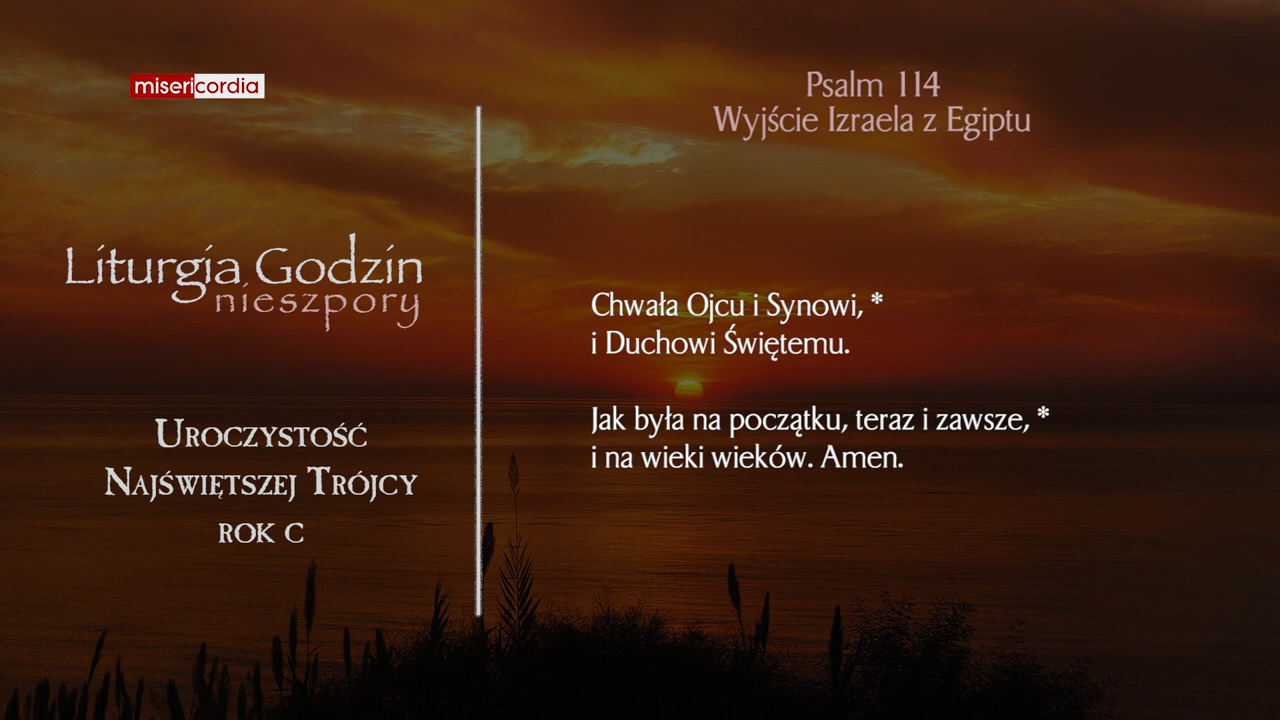 misericordia
Liturgia Godzin
nieszpory
Uroczystość
Najświętszej Trójcy
rok C
Psalm 114
Wyjście Izraela z Egiptu
Chwała Ojcu i Synowi, *
i Duchowi Świętemu.
Jak była na początku, teraz i zawsze, *
i na wieki wieków. Amen.